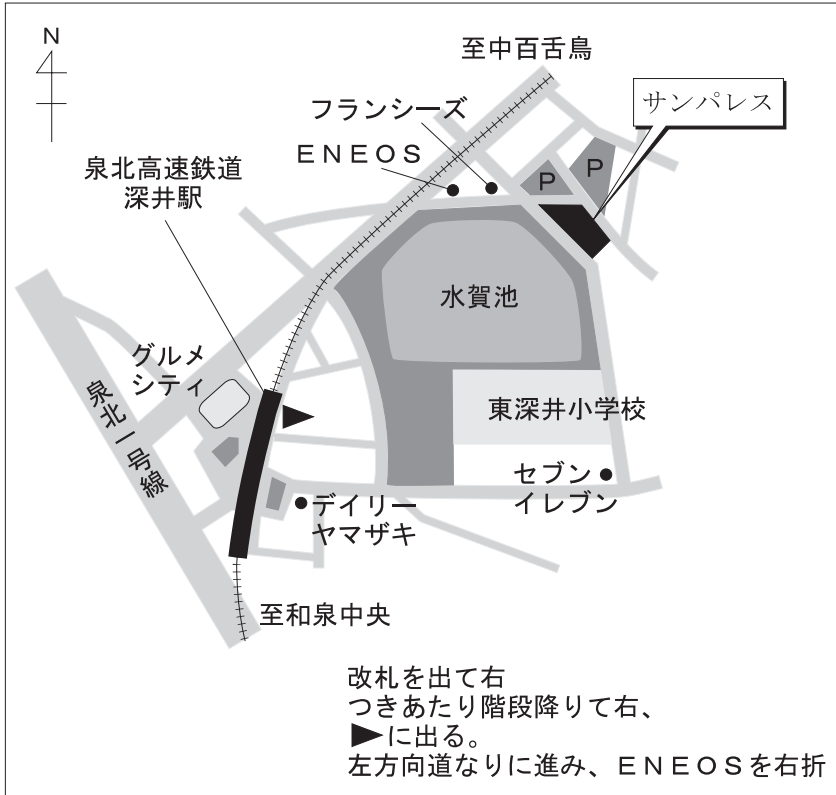 N
至中百舌鳥
サンパレス
フランシーズ
ＥＮＥＯＳ
泉北高速鉄道
深井駅
P
P
水賀池
グルメ
シティ
泉北一号線
東深井小学校
セブン
イレブン
デイリー
ヤマザキ
至和泉中央
改札を出て右
つきあたり階段降りて右、
▶に出る。
左方向道なりに進み、ＥＮＥＯＳを右折